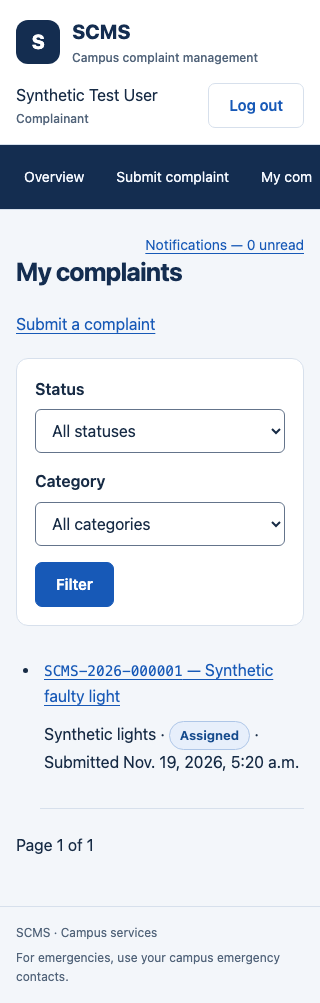 S
SCMS
Campus complaint management
Synthetic Test User
Complainant
Log out
Overview
Submit complaint
My com
Notifications — 0 unread
My complaints
Submit a complaint
Status
All statuses
Category
All categories
Filter
SCMS-2026-000001 — Synthetic
faulty light
Synthetic lights · Assigned ·
Submitted Nov. 19, 2026, 5:20 a.m.
Page 1 of 1
SCMS · Campus services
For emergencies, use your campus emergency
contacts.